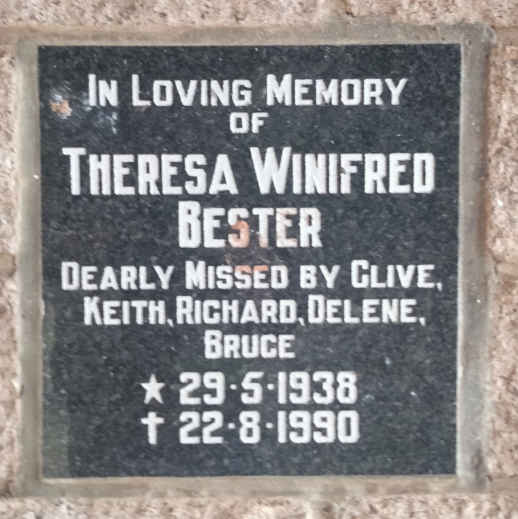 IN LOVING MEMORY
OF
THERESA WINIFRED
BESTER
DEARLY MISSED BY CLIVE,
KEITH, RICHARD, DELENE,
BRUCE
★ 29·5·1938
✝ 22·8·1990